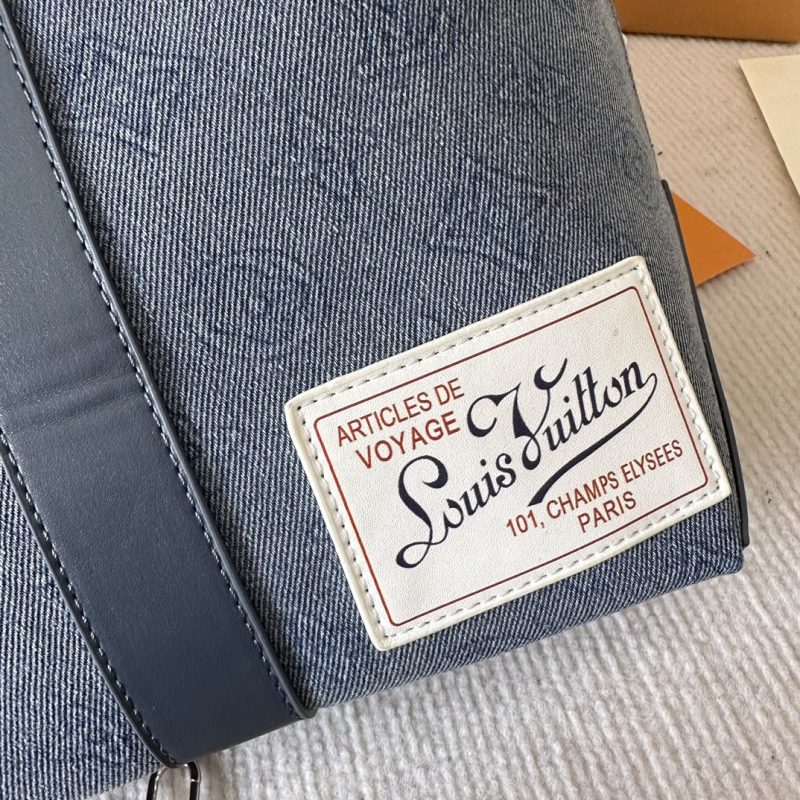 ARTICLES DE
VOYAGE
Louis Vuitton
101, CHAMPS ELYSEES
PARIS